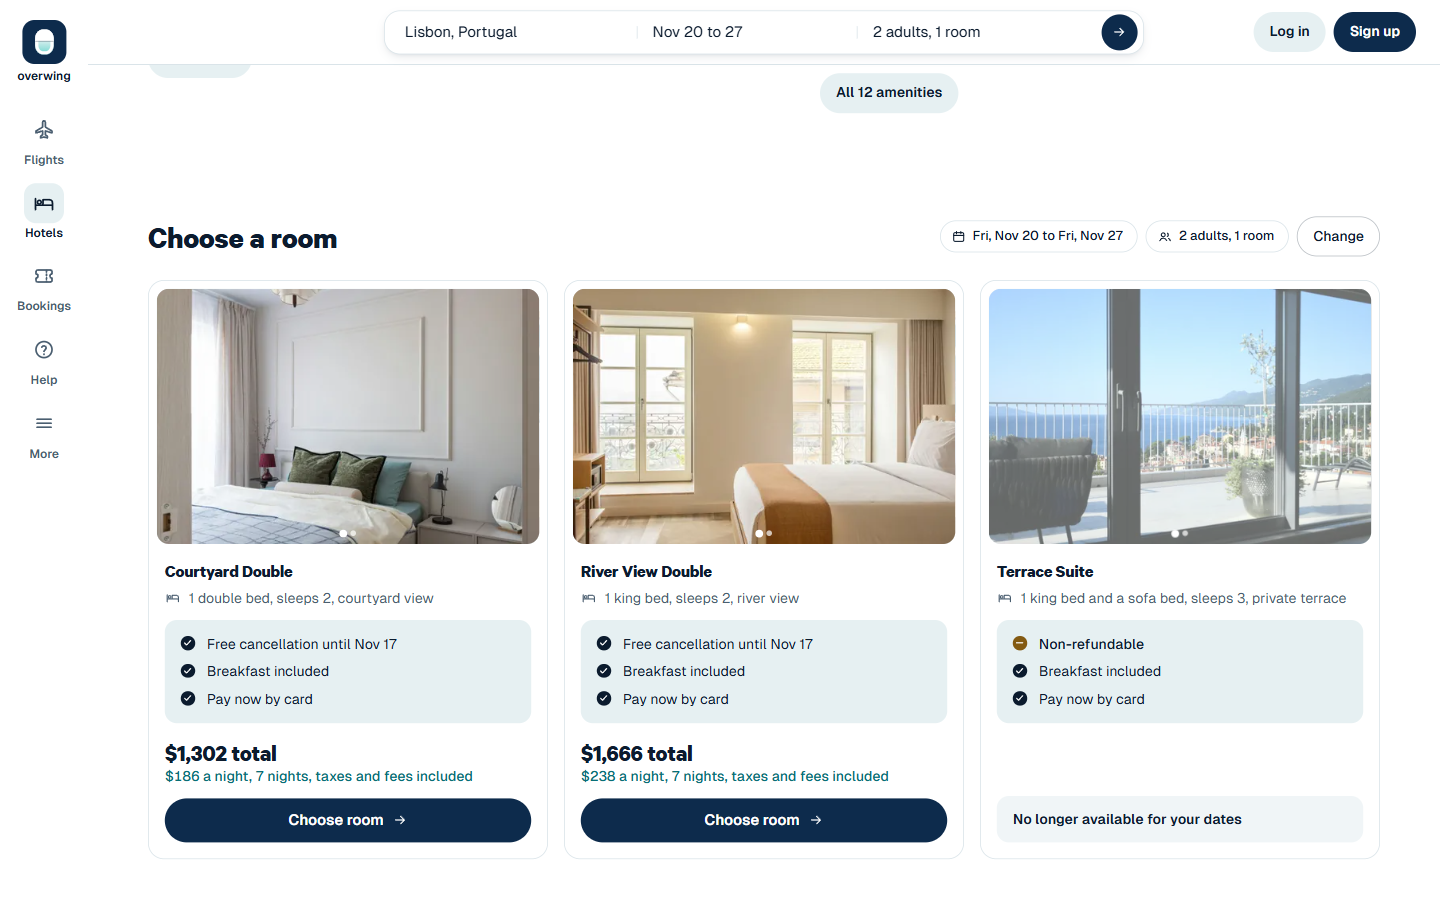 overwing
Lisbon, Portugal
Nov 20 to 27
2 adults, 1 room
Log in
Sign up
Flights
Hotels
Bookings
Help
More
All 12 amenities
Choose a room
Fri, Nov 20 to Fri, Nov 27
2 adults, 1 room
Change
Courtyard Double
1 double bed, sleeps 2, courtyard view
Free cancellation until Nov 17
Breakfast included
Pay now by card
$1,302 total
$186 a night, 7 nights, taxes and fees included
Choose room
River View Double
1 king bed, sleeps 2, river view
Free cancellation until Nov 17
Breakfast included
Pay now by card
$1,666 total
$238 a night, 7 nights, taxes and fees included
Choose room
Terrace Suite
1 king bed and a sofa bed, sleeps 3, private terrace
Non-refundable
Breakfast included
Pay now by card
No longer available for your dates